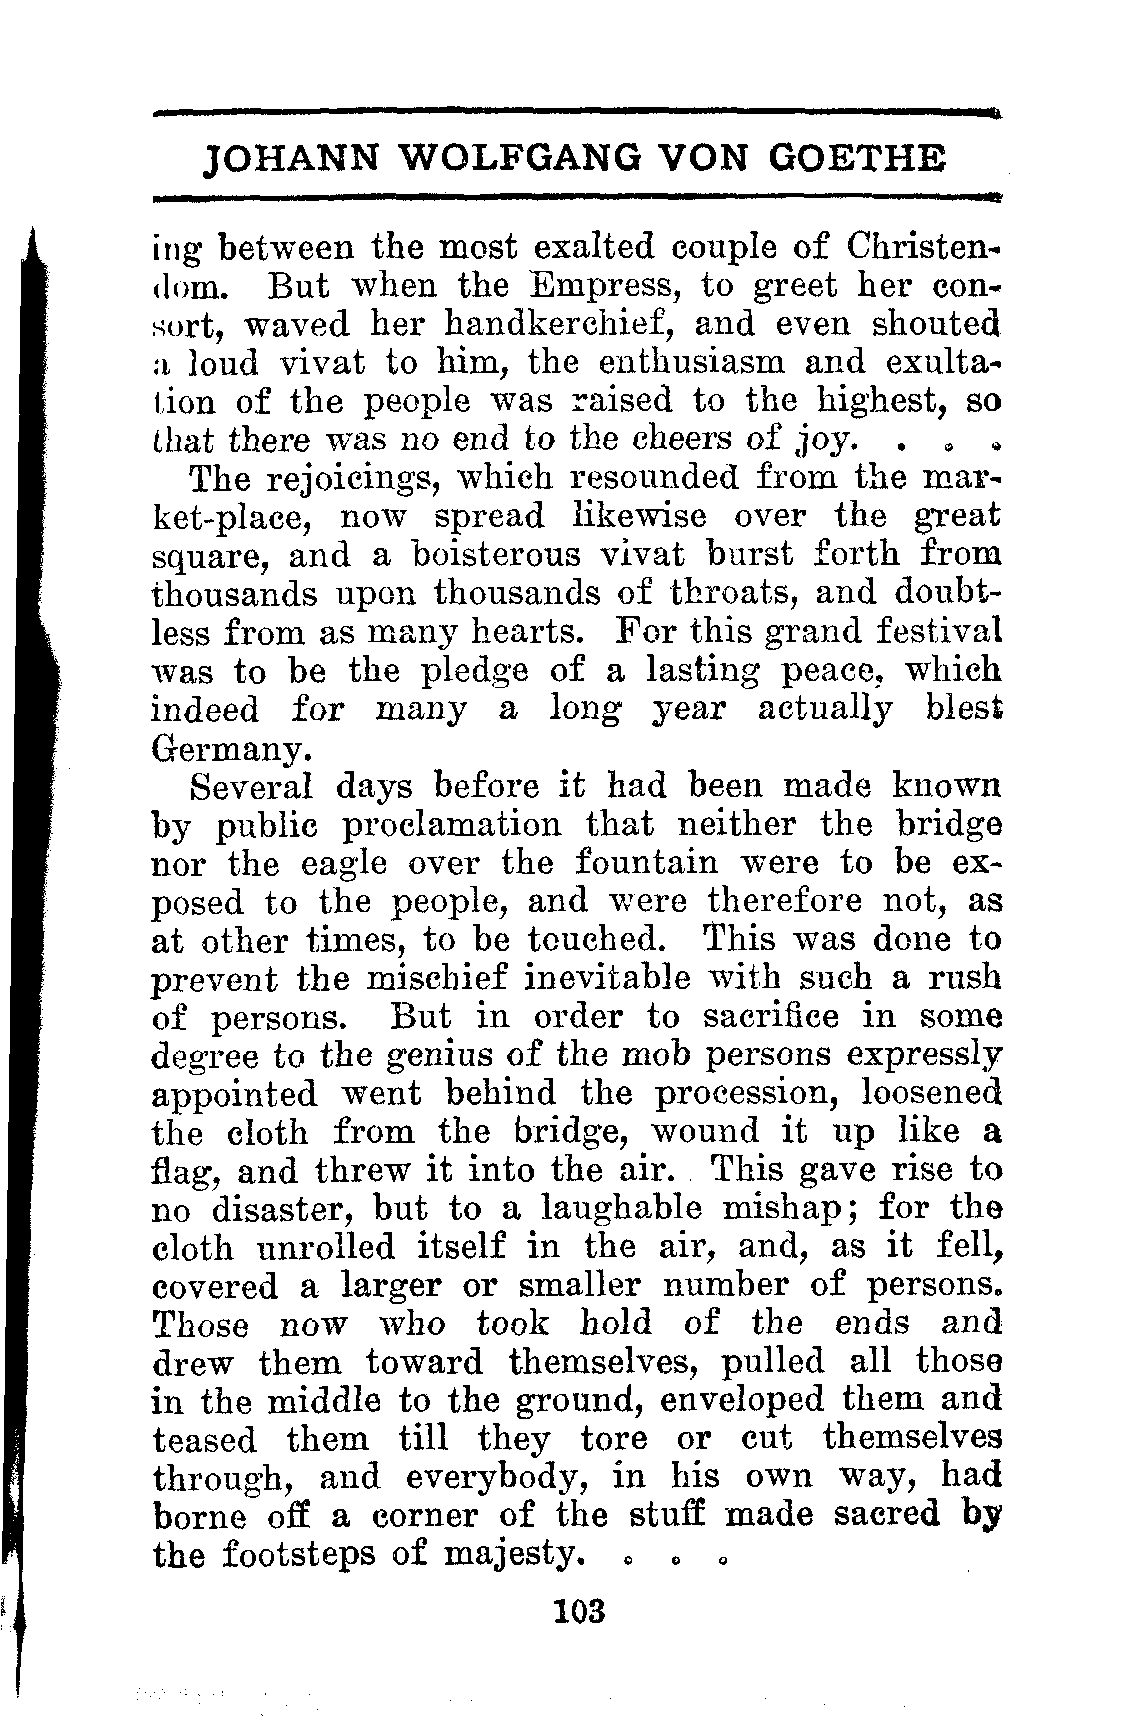 JOHANN WOLFGANG VON GOETHE
ing between the most exalted couple of Christen-
dom. But when the Empress, to greet her con-
sort, waved her handkerchief, and even shouted
a loud vivat to him, the enthusiasm and exulta-
tion of the people was raised to the highest, so
that there was no end to the cheers of joy. . . .
The rejoicings, which resounded from the mar-
ket-place, now spread likewise over the great
square, and a boisterous vivat burst forth from
thousands upon thousands of throats, and doubt-
less from as many hearts. For this grand festival
was to be the pledge of a lasting peace, which
indeed for many a long year actually blest
Germany.
Several days before it had been made known
by public proclamation that neither the bridge
nor the eagle over the fountain were to be ex-
posed to the people, and were therefore not, as
at other times, to be touched. This was done to
prevent the mischief inevitable with such a rush
of persons. But in order to sacrifice in some
degree to the genius of the mob persons expressly
appointed went behind the procession, loosened
the cloth from the bridge, wound it up like a
flag, and threw it into the air. This gave rise to
no disaster, but to a laughable mishap; for the
cloth unrolled itself in the air, and, as it fell,
covered a larger or smaller number of persons.
Those now who took hold of the ends and
drew them toward themselves, pulled all those
in the middle to the ground, enveloped them and
teased them till they tore or cut themselves
through, and everybody, in his own way, had
borne off a corner of the stuff made sacred by
the footsteps of majesty. . . .
103